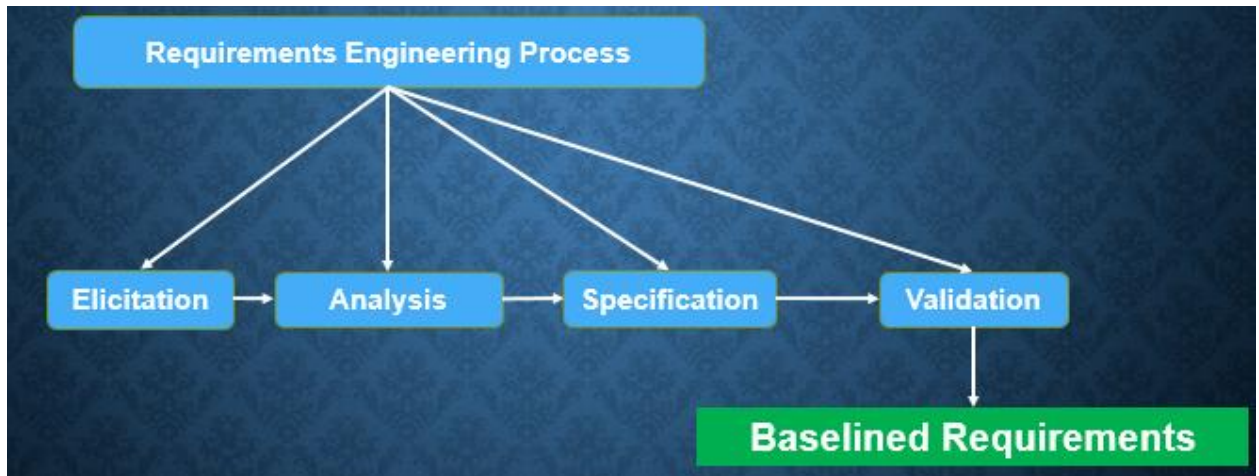 Requirements Engineering Process
Elicitation
Analysis
Specification
Validation
Baselined Requirements